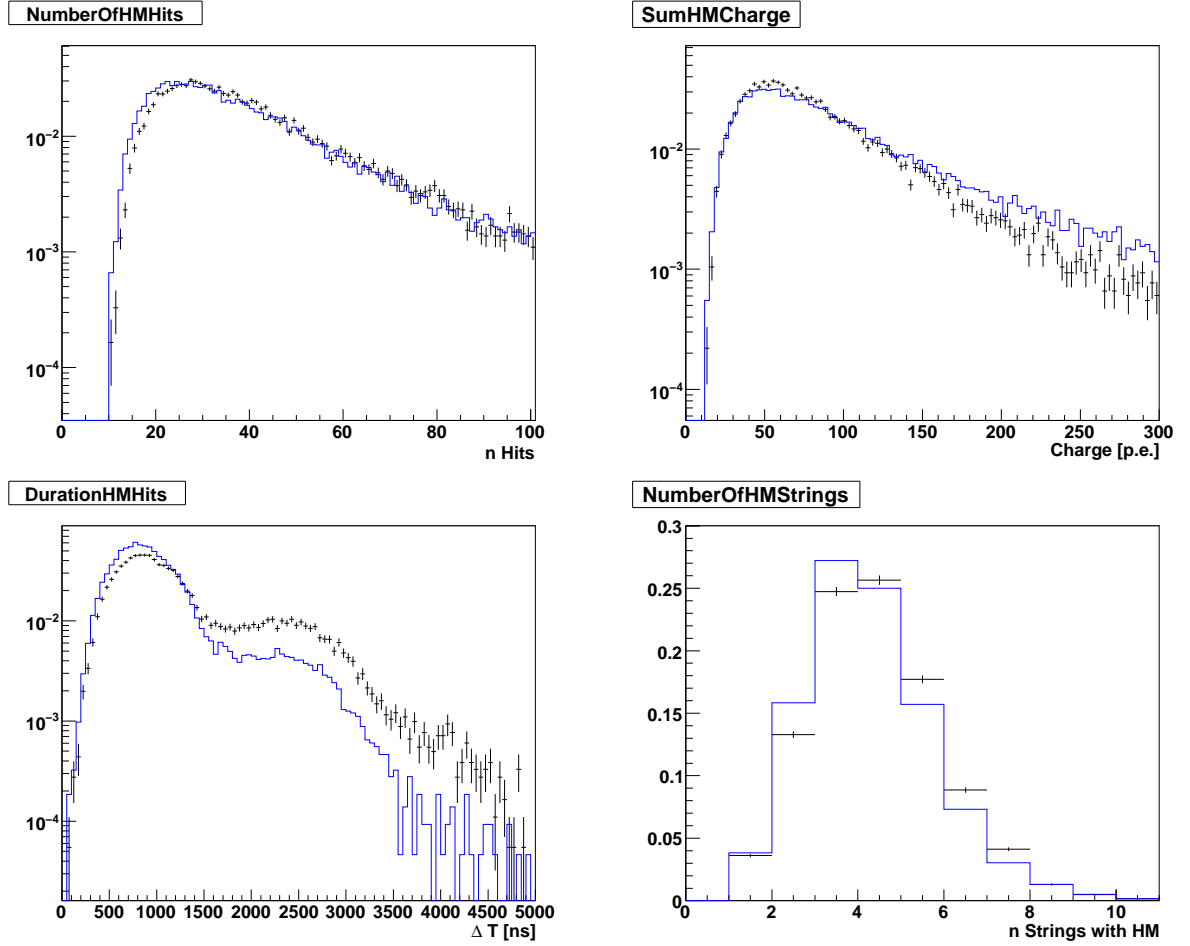 NumberOfHMHits
10⁻²
10⁻³
10⁻⁴
0 20 40 60 80 100
n Hits
SumHMCharge
10⁻²
10⁻³
10⁻⁴
0 50 100 150 200 250 300
Charge [p.e.]
DurationHMHits
10⁻²
10⁻³
10⁻⁴
0 500 1000 1500 2000 2500 3000 3500 4000 4500 5000
Δ T [ns]
NumberOfHMStrings
0.3
0.25
0.2
0.15
0.1
0.05
0
0 2 4 6 8 10
n Strings with HM